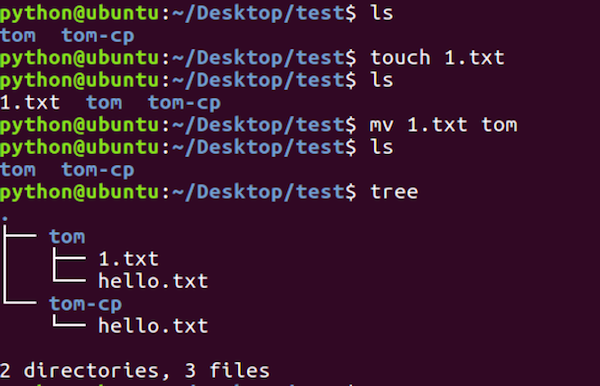 python@ubuntu:~/Desktop/test$ ls
tom  tom-cp
python@ubuntu:~/Desktop/test$ touch 1.txt
python@ubuntu:~/Desktop/test$ ls
1.txt  tom  tom-cp
python@ubuntu:~/Desktop/test$ mv 1.txt tom
python@ubuntu:~/Desktop/test$ ls
tom  tom-cp
python@ubuntu:~/Desktop/test$ tree
.
├── tom
│   ├── 1.txt
│   └── hello.txt
└── tom-cp
    └── hello.txt
2 directories, 3 files